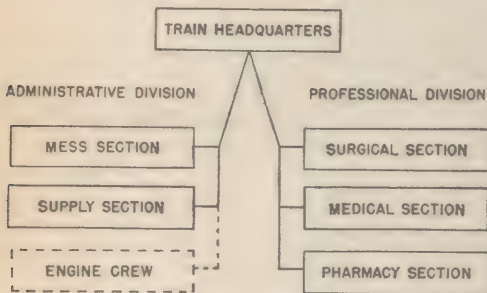 TRAIN HEADQUARTERS
ADMINISTRATIVE DIVISION
PROFESSIONAL DIVISION
MESS SECTION
SURGICAL SECTION
SUPPLY SECTION
MEDICAL SECTION
ENGINE CREW
PHARMACY SECTION